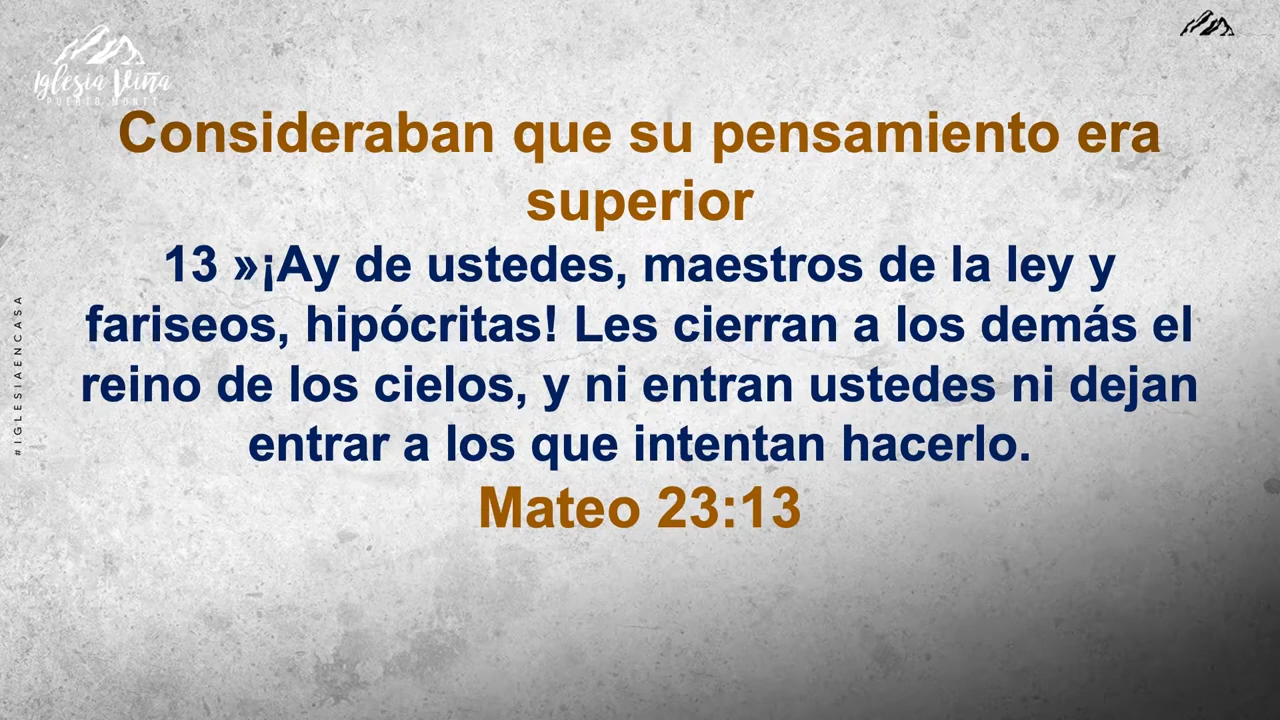 Iglesia Viña
PUERTO MONTT
Consideraban que su pensamiento era
superior
13 »¡Ay de ustedes, maestros de la ley y
fariseos, hipócritas! Les cierran a los demás el
reino de los cielos, y ni entran ustedes ni dejan
entrar a los que intentan hacerlo.
Mateo 23:13
#IGLESIAENCASA